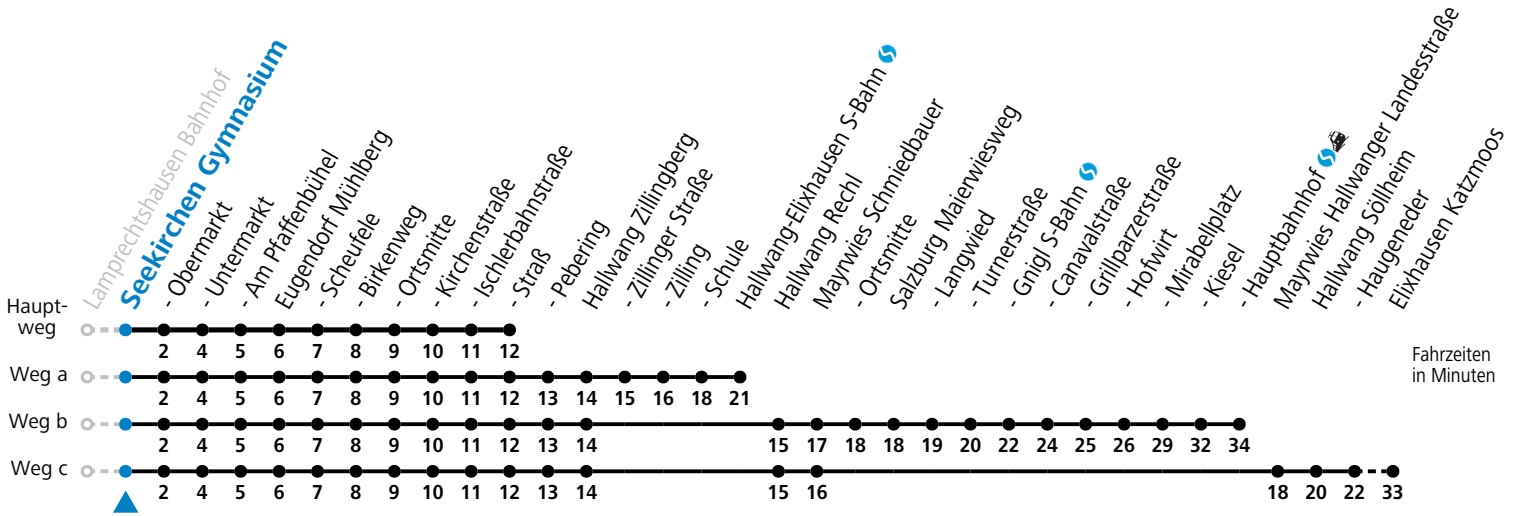 Lamprechtshausen Bahnhof
Seekirchen Gymnasium
- Obermarkt
- Untermarkt
- Am Pfaffenbühel
Eugendorf Mühlberg
- Scheufele
- Birkenweg
- Ortsmitte
- Kirchenstraße
- Ischlerbahnstraße
- Straß
- Pebering
Hallwang Zillingberg
- Zillinger Straße
- Zilling
- Schule
Hallwang-Elixhausen S-Bahn
Hallwang Rechl
Mayrwies Schmiedbauer
- Ortsmitte
Salzburg Maierwiesweg
- Langwied
- Turnerstraße
- Gnigl S-Bahn
- Canavalstraße
- Grillparzerstraße
- Hofwirt
- Mirabellplatz
- Kiesel
- Hauptbahnhof
Mayrwies Hallwanger Landesstraße
Hallwang Söllheim
- Haugeneder
Elixhausen Katzmoos
Haupt-
weg
2 4 5 6 7 8 9 10 11 12
Fahrzeiten
in Minuten
Weg a
2 4 5 6 7 8 9 10 11 12 13 14 15 16 18 21
Weg b
2 4 5 6 7 8 9 10 11 12 13 14 15 17 18 18 19 20 22 24 25 26 29 32 34
Weg c
2 4 5 6 7 8 9 10 11 12 13 14 15 16 18 20 22 33